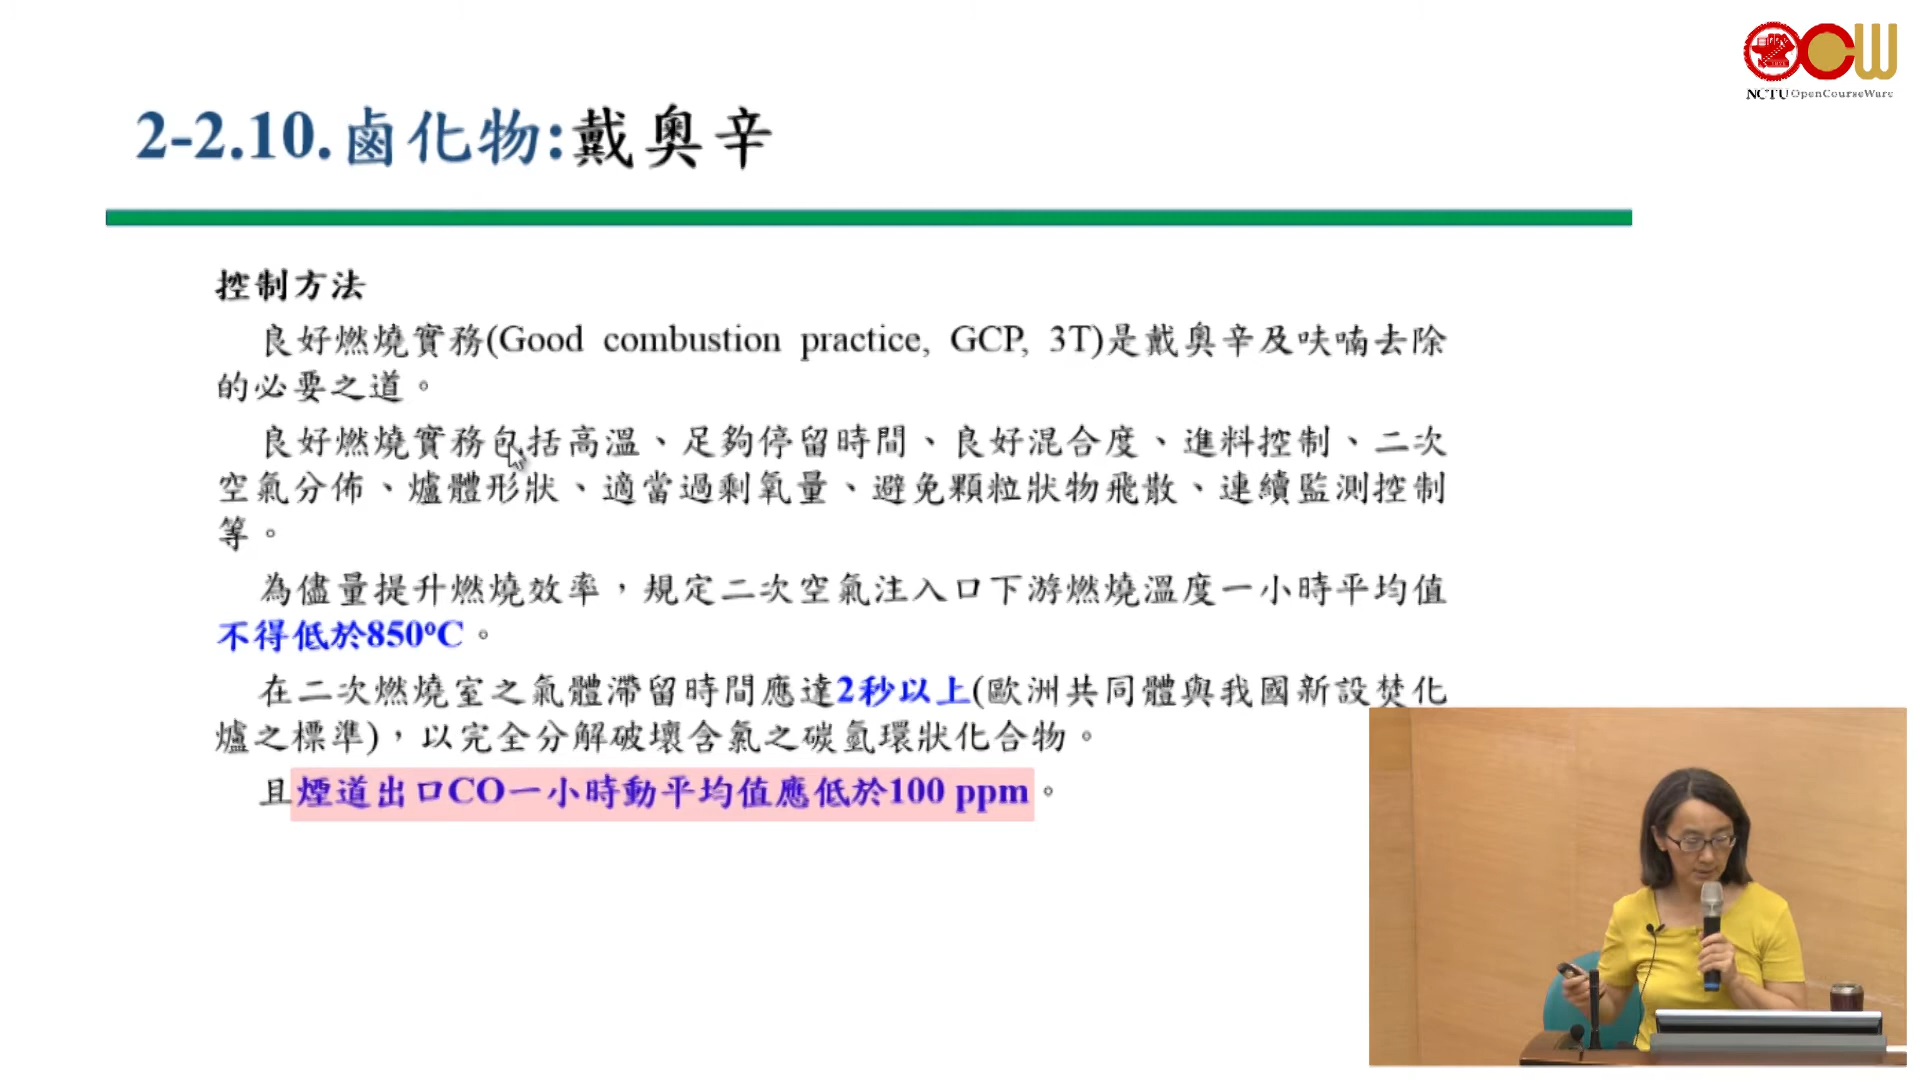 NCTU OpenCourseWare
2-2.10.鹵化物:戴奧辛
控制方法
良好燃燒實務(Good combustion practice, GCP, 3T)是戴奧辛及呋喃去除
的必要之道。
良好燃燒實務包括高溫、足夠停留時間、良好混合度、進料控制、二次
空氣分佈、爐體形狀、適當過剩氧量、避免顆粒狀物飛散、連續監測控制
等。
為儘量提升燃燒效率，規定二次空氣注入口下游燃燒溫度一小時平均值
不得低於850ºC。
在二次燃燒室之氣體滯留時間應達2秒以上(歐洲共同體與我國新設焚化
爐之標準)，以完全分解破壞含氯之碳氫環狀化合物。
且煙道出口CO一小時動平均值應低於100 ppm。